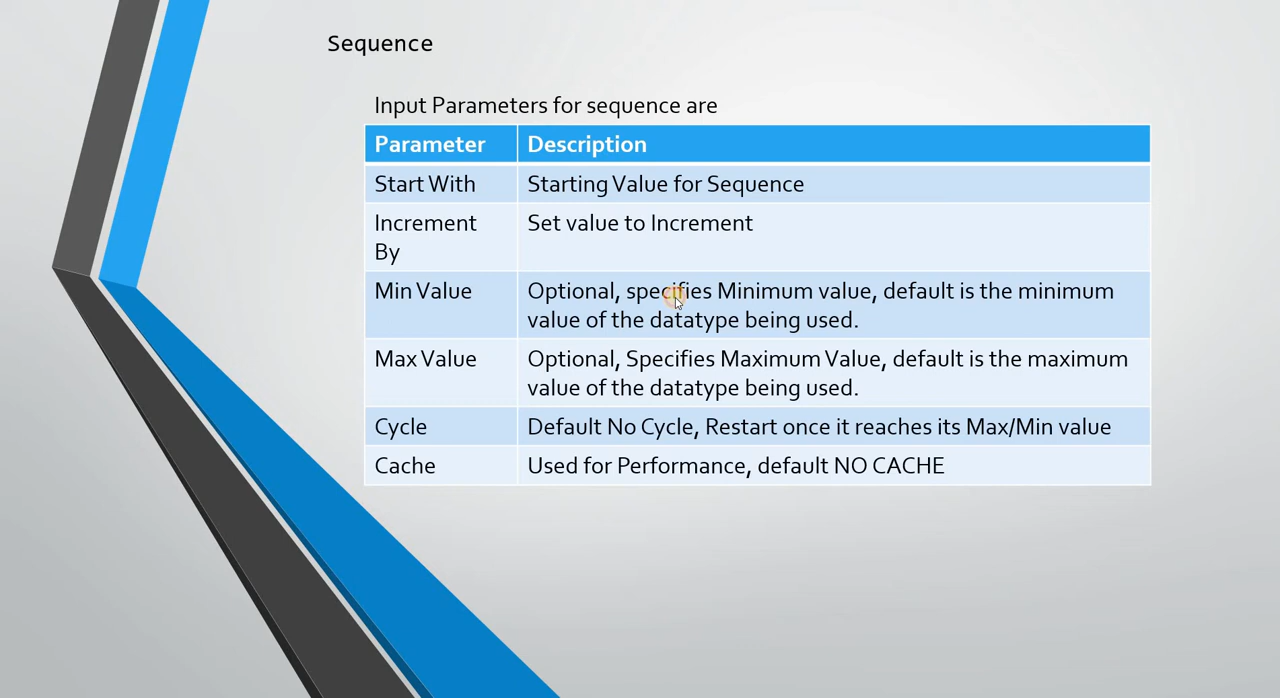 Sequence
Input Parameters for sequence are
Parameter Description
Start With Starting Value for Sequence
Increment Set value to Increment
By
Min Value Optional, specifies Minimum value, default is the minimum
value of the datatype being used.
Max Value Optional, Specifies Maximum Value, default is the maximum
value of the datatype being used.
Cycle Default No Cycle, Restart once it reaches its Max/Min value
Cache Used for Performance, default NO CACHE